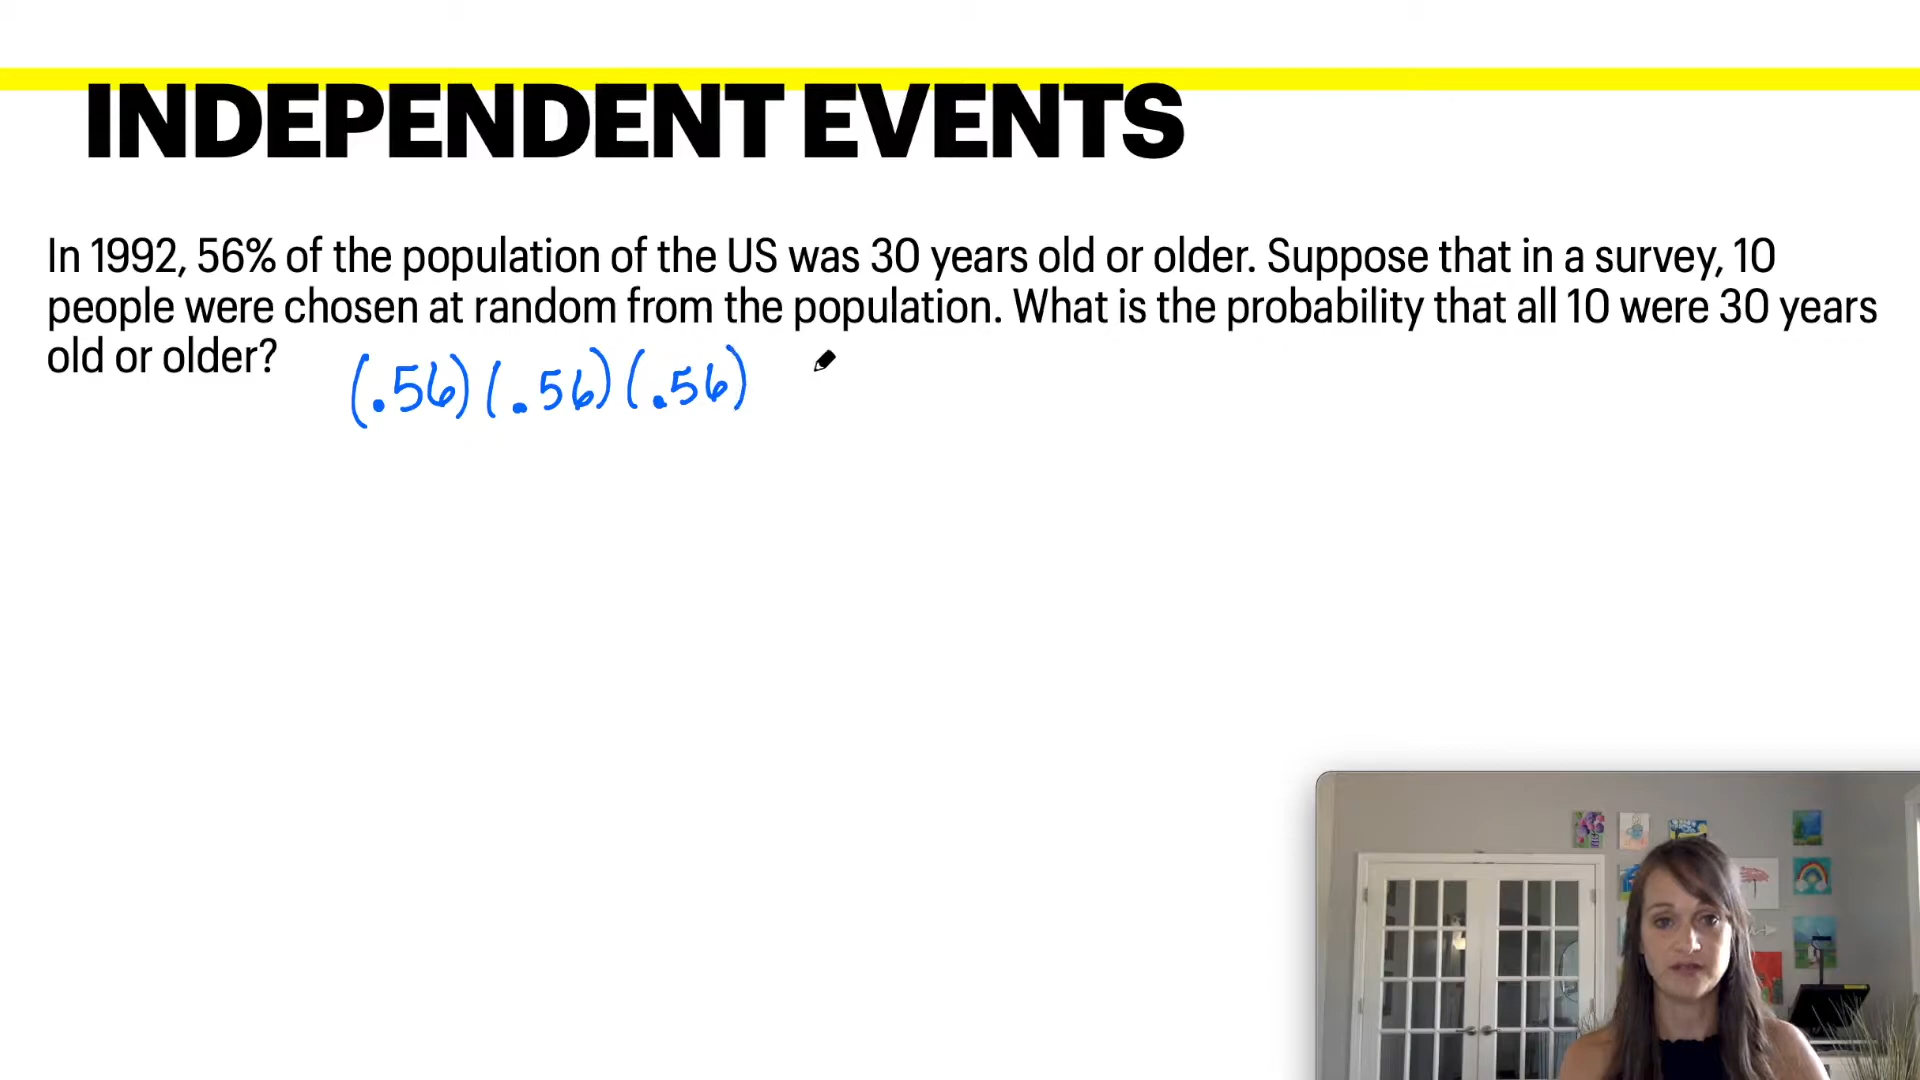 INDEPENDENT EVENTS
In 1992, 56% of the population of the US was 30 years old or older. Suppose that in a survey, 10
people were chosen at random from the population. What is the probability that all 10 were 30 years
old or older?
(.56)(.56)(.56)